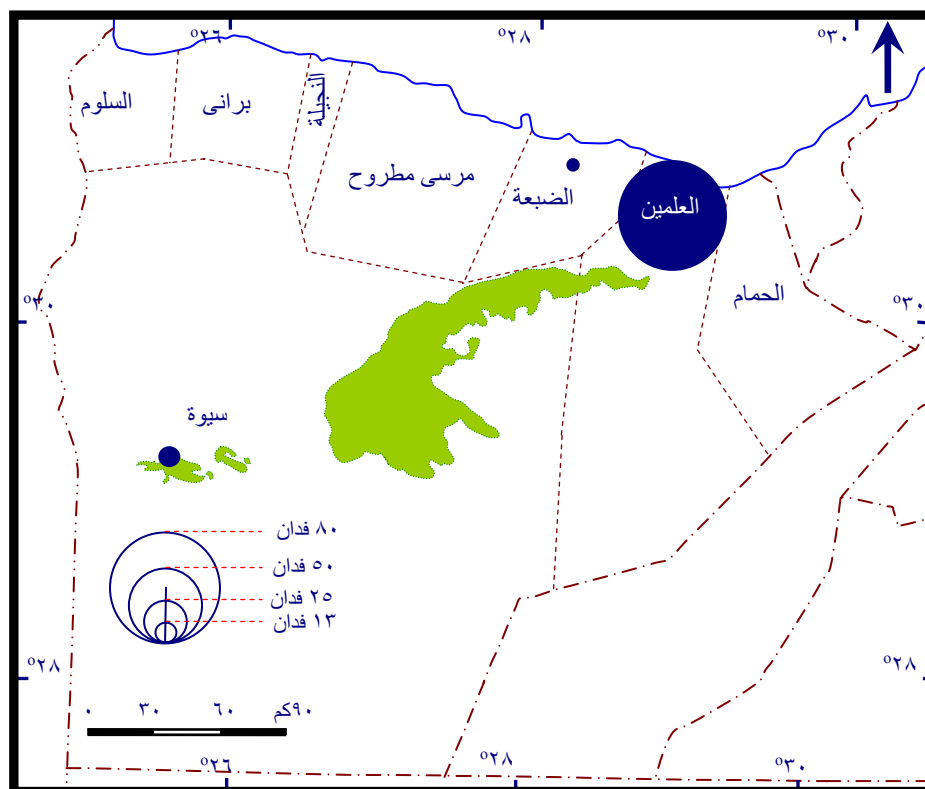 °٢٦
°٢٨
°٣٠
السلوم
برانى
النجيلة
مرسى مطروح
الضبعة
العلمين
الحمام
°٣٠
°٣٠
سيوة
٨٠ فدان
٥٠ فدان
٢٥ فدان
١٣ فدان
°٢٨
°٢٨
٠ ٣٠ ٦٠ ٩٠كم
°٢٦
°٢٨
°٣٠